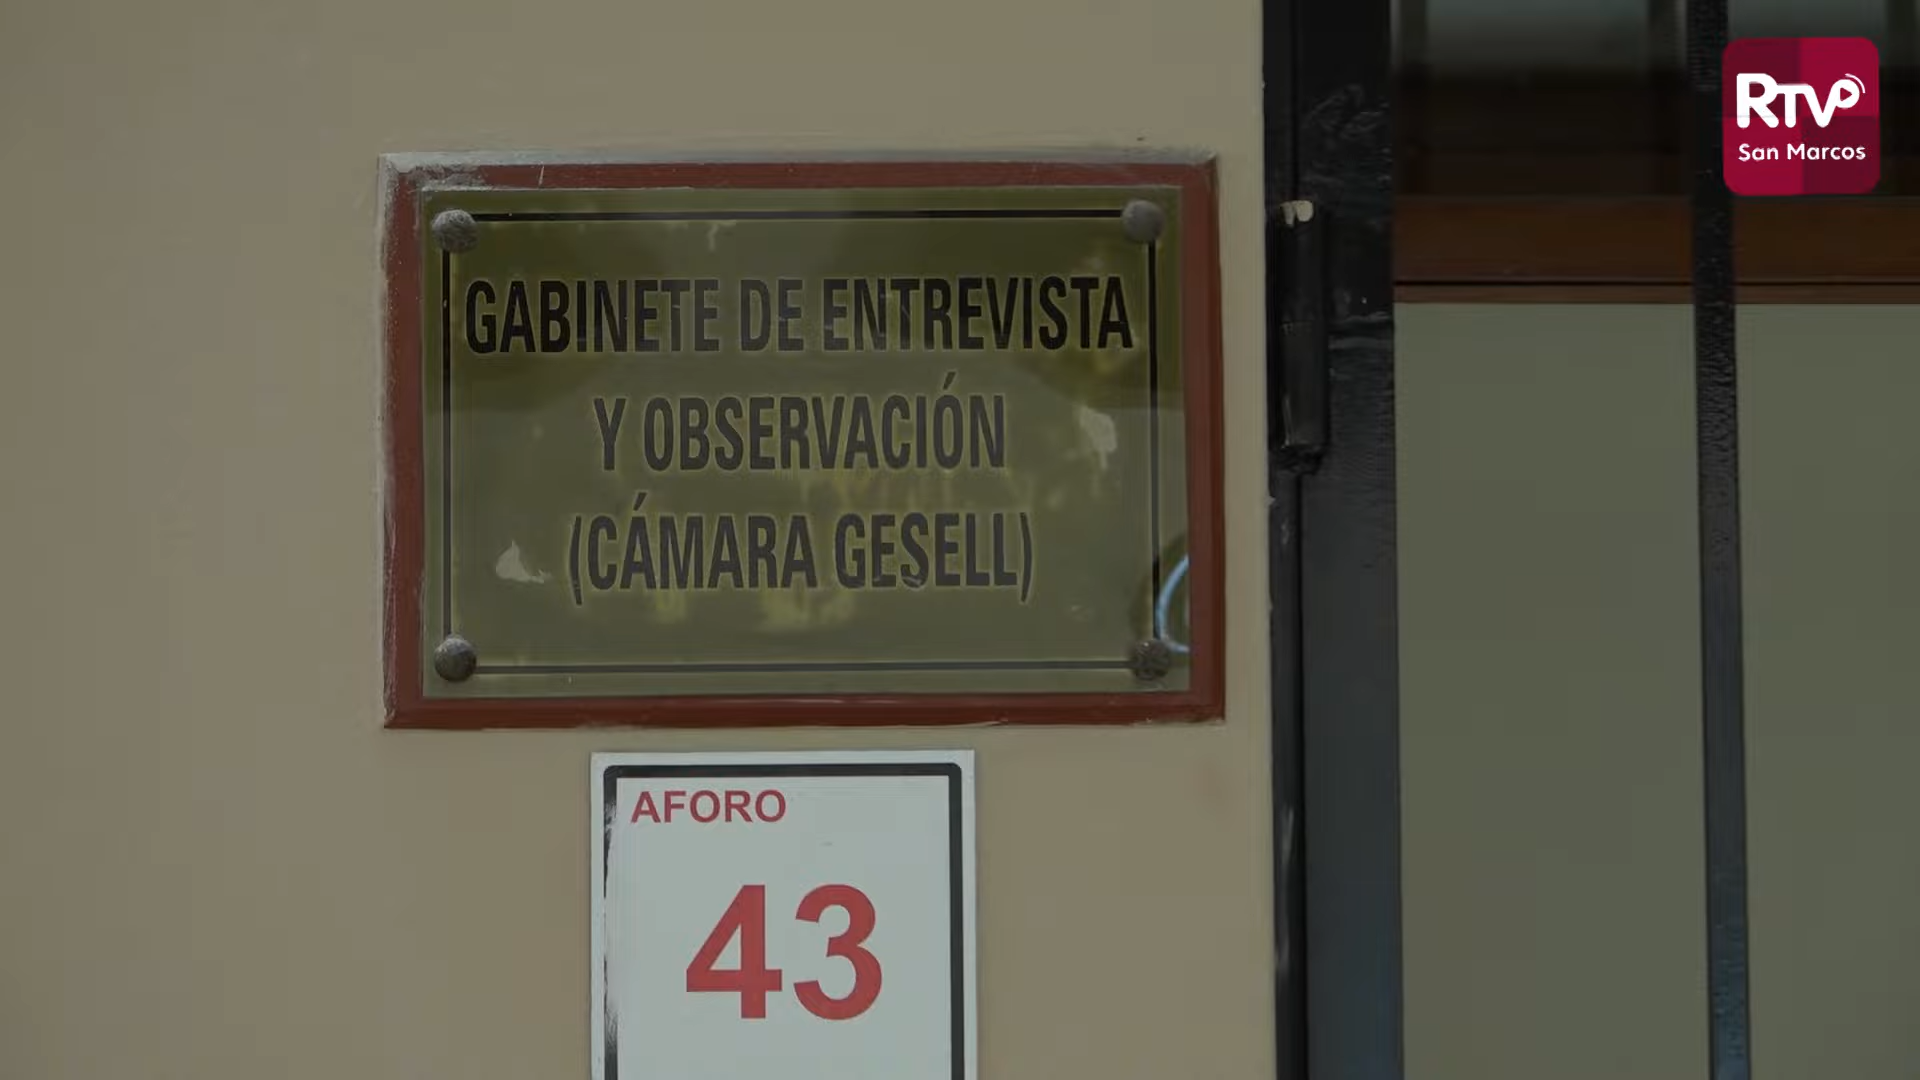 RTV
San Marcos
GABINETE DE ENTREVISTA
Y OBSERVACIÓN
(CÁMARA GESELL)
AFORO
43